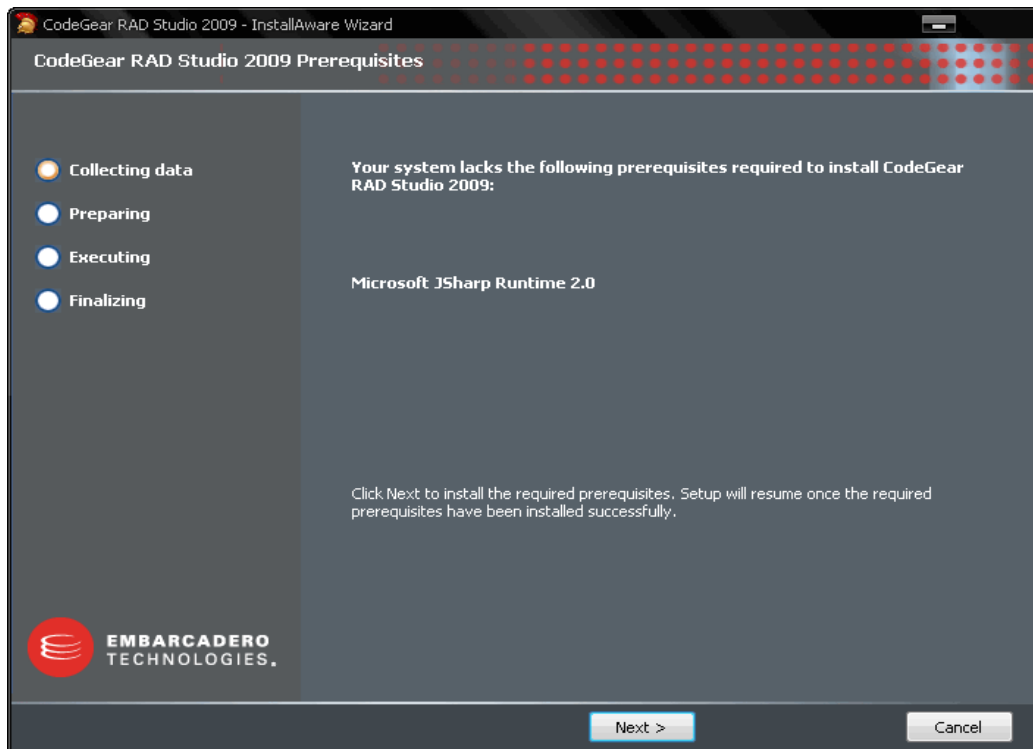 CodeGear RAD Studio 2009 - InstallAware Wizard
CodeGear RAD Studio 2009 Prerequisites
Collecting data
Preparing
Executing
Finalizing
Your system lacks the following prerequisites required to install CodeGear
RAD Studio 2009:
Microsoft JSharp Runtime 2.0
Click Next to install the required prerequisites. Setup will resume once the required
prerequisites have been installed successfully.
EMBARCADERO
TECHNOLOGIES.
Next >
Cancel